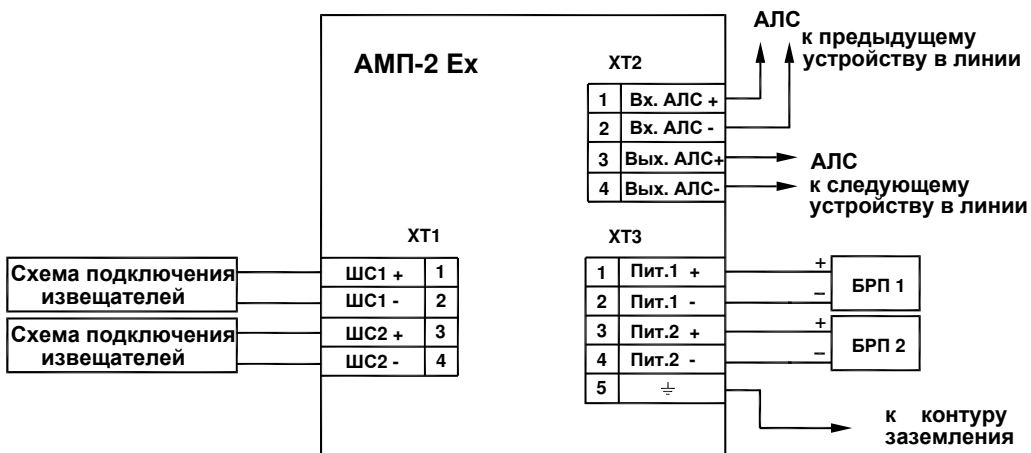 АЛС
к предыдущему
устройству в линии
АМП-2 Ех
ХТ2
1 Вх. АЛС +
2 Вх. АЛС -
3 Вых. АЛС+
4 Вых. АЛС-
АЛС
к следующему
устройству в линии
ХТ1
Схема подключения
извещателей
ШС1 + 1
ШС1 - 2
Схема подключения
извещателей
ШС2 + 3
ШС2 - 4
ХТ3
1 Пит.1 +
2 Пит.1 -
3 Пит.2 +
4 Пит.2 -
5
+
–
БРП 1
+
–
БРП 2
к контуру
заземления